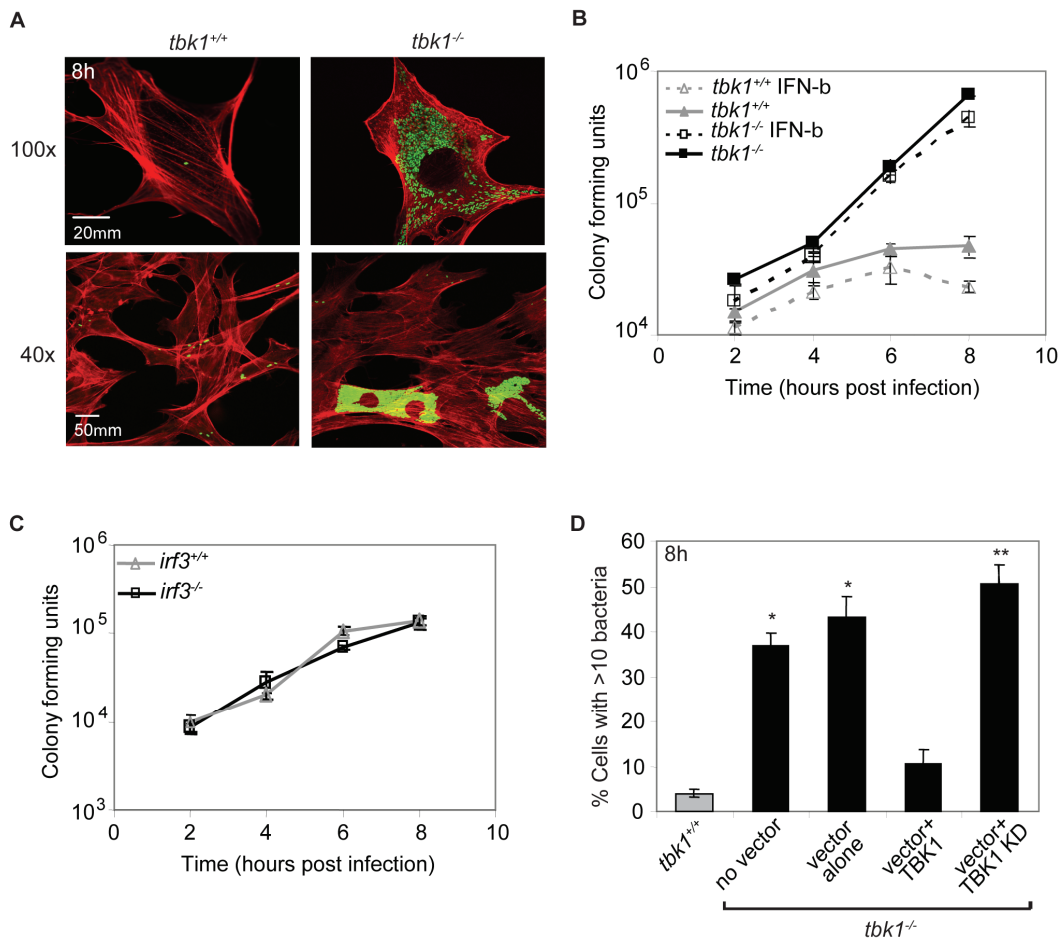 A
tbk1+/+
tbk1-/-
8h
100x
20mm
40x
50mm
B
Colony forming units
10^6
10^5
10^4
tbk1+/+ IFN-b
tbk1+/+
tbk1-/- IFN-b
tbk1-/-
0 2 4 6 8 10
Time (hours post infection)
C
Colony forming units
10^6
10^5
10^4
10^3
irf3+/+
irf3-/-
0 2 4 6 8 10
Time (hours post infection)
D
% Cells with >10 bacteria
60
50
40
30
20
10
0
8h
*
*
**
tbk1+/+
no vector
vector
alone
vector+
TBK1
vector+
TBK1 KD
tbk1-/-